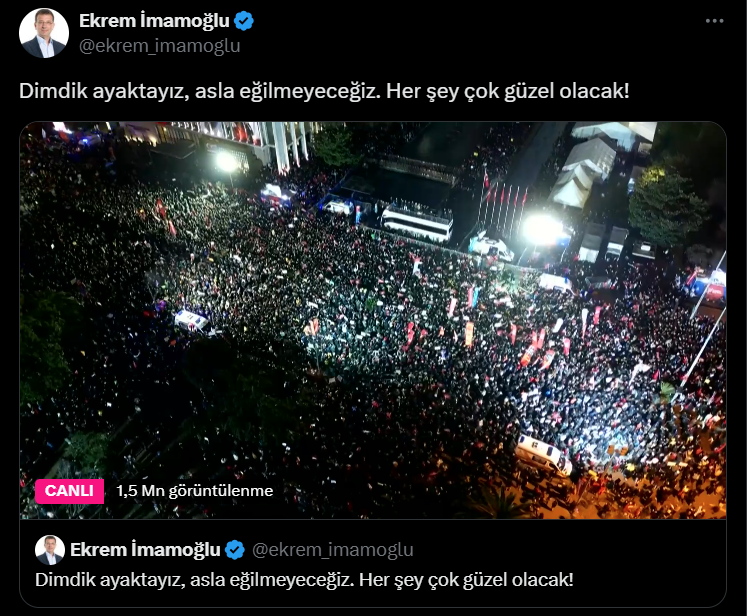 Ekrem İmamoğlu
@ekrem_imamoglu
Dimdik ayaktayız, asla eğilmeyeceğiz. Her şey çok güzel olacak!
CANLI 1,5 Mn görüntülenme
Ekrem İmamoğlu @ekrem_imamoglu
Dimdik ayaktayız, asla eğilmeyeceğiz. Her şey çok güzel olacak!